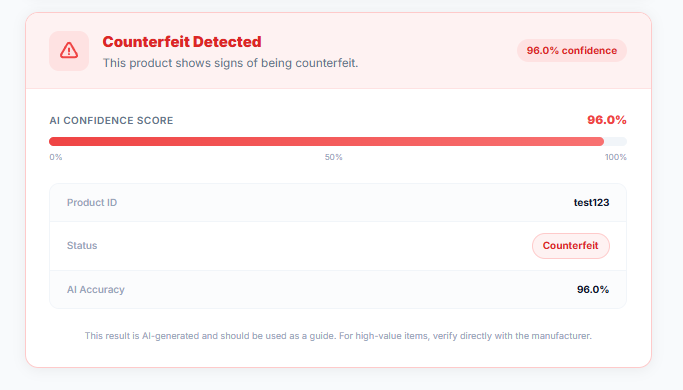 Counterfeit Detected
This product shows signs of being counterfeit.
96.0% confidence
AI CONFIDENCE SCORE
96.0%
0%
50%
100%
Product ID
test123
Status
Counterfeit
AI Accuracy
96.0%
This result is AI-generated and should be used as a guide. For high-value items, verify directly with the manufacturer.